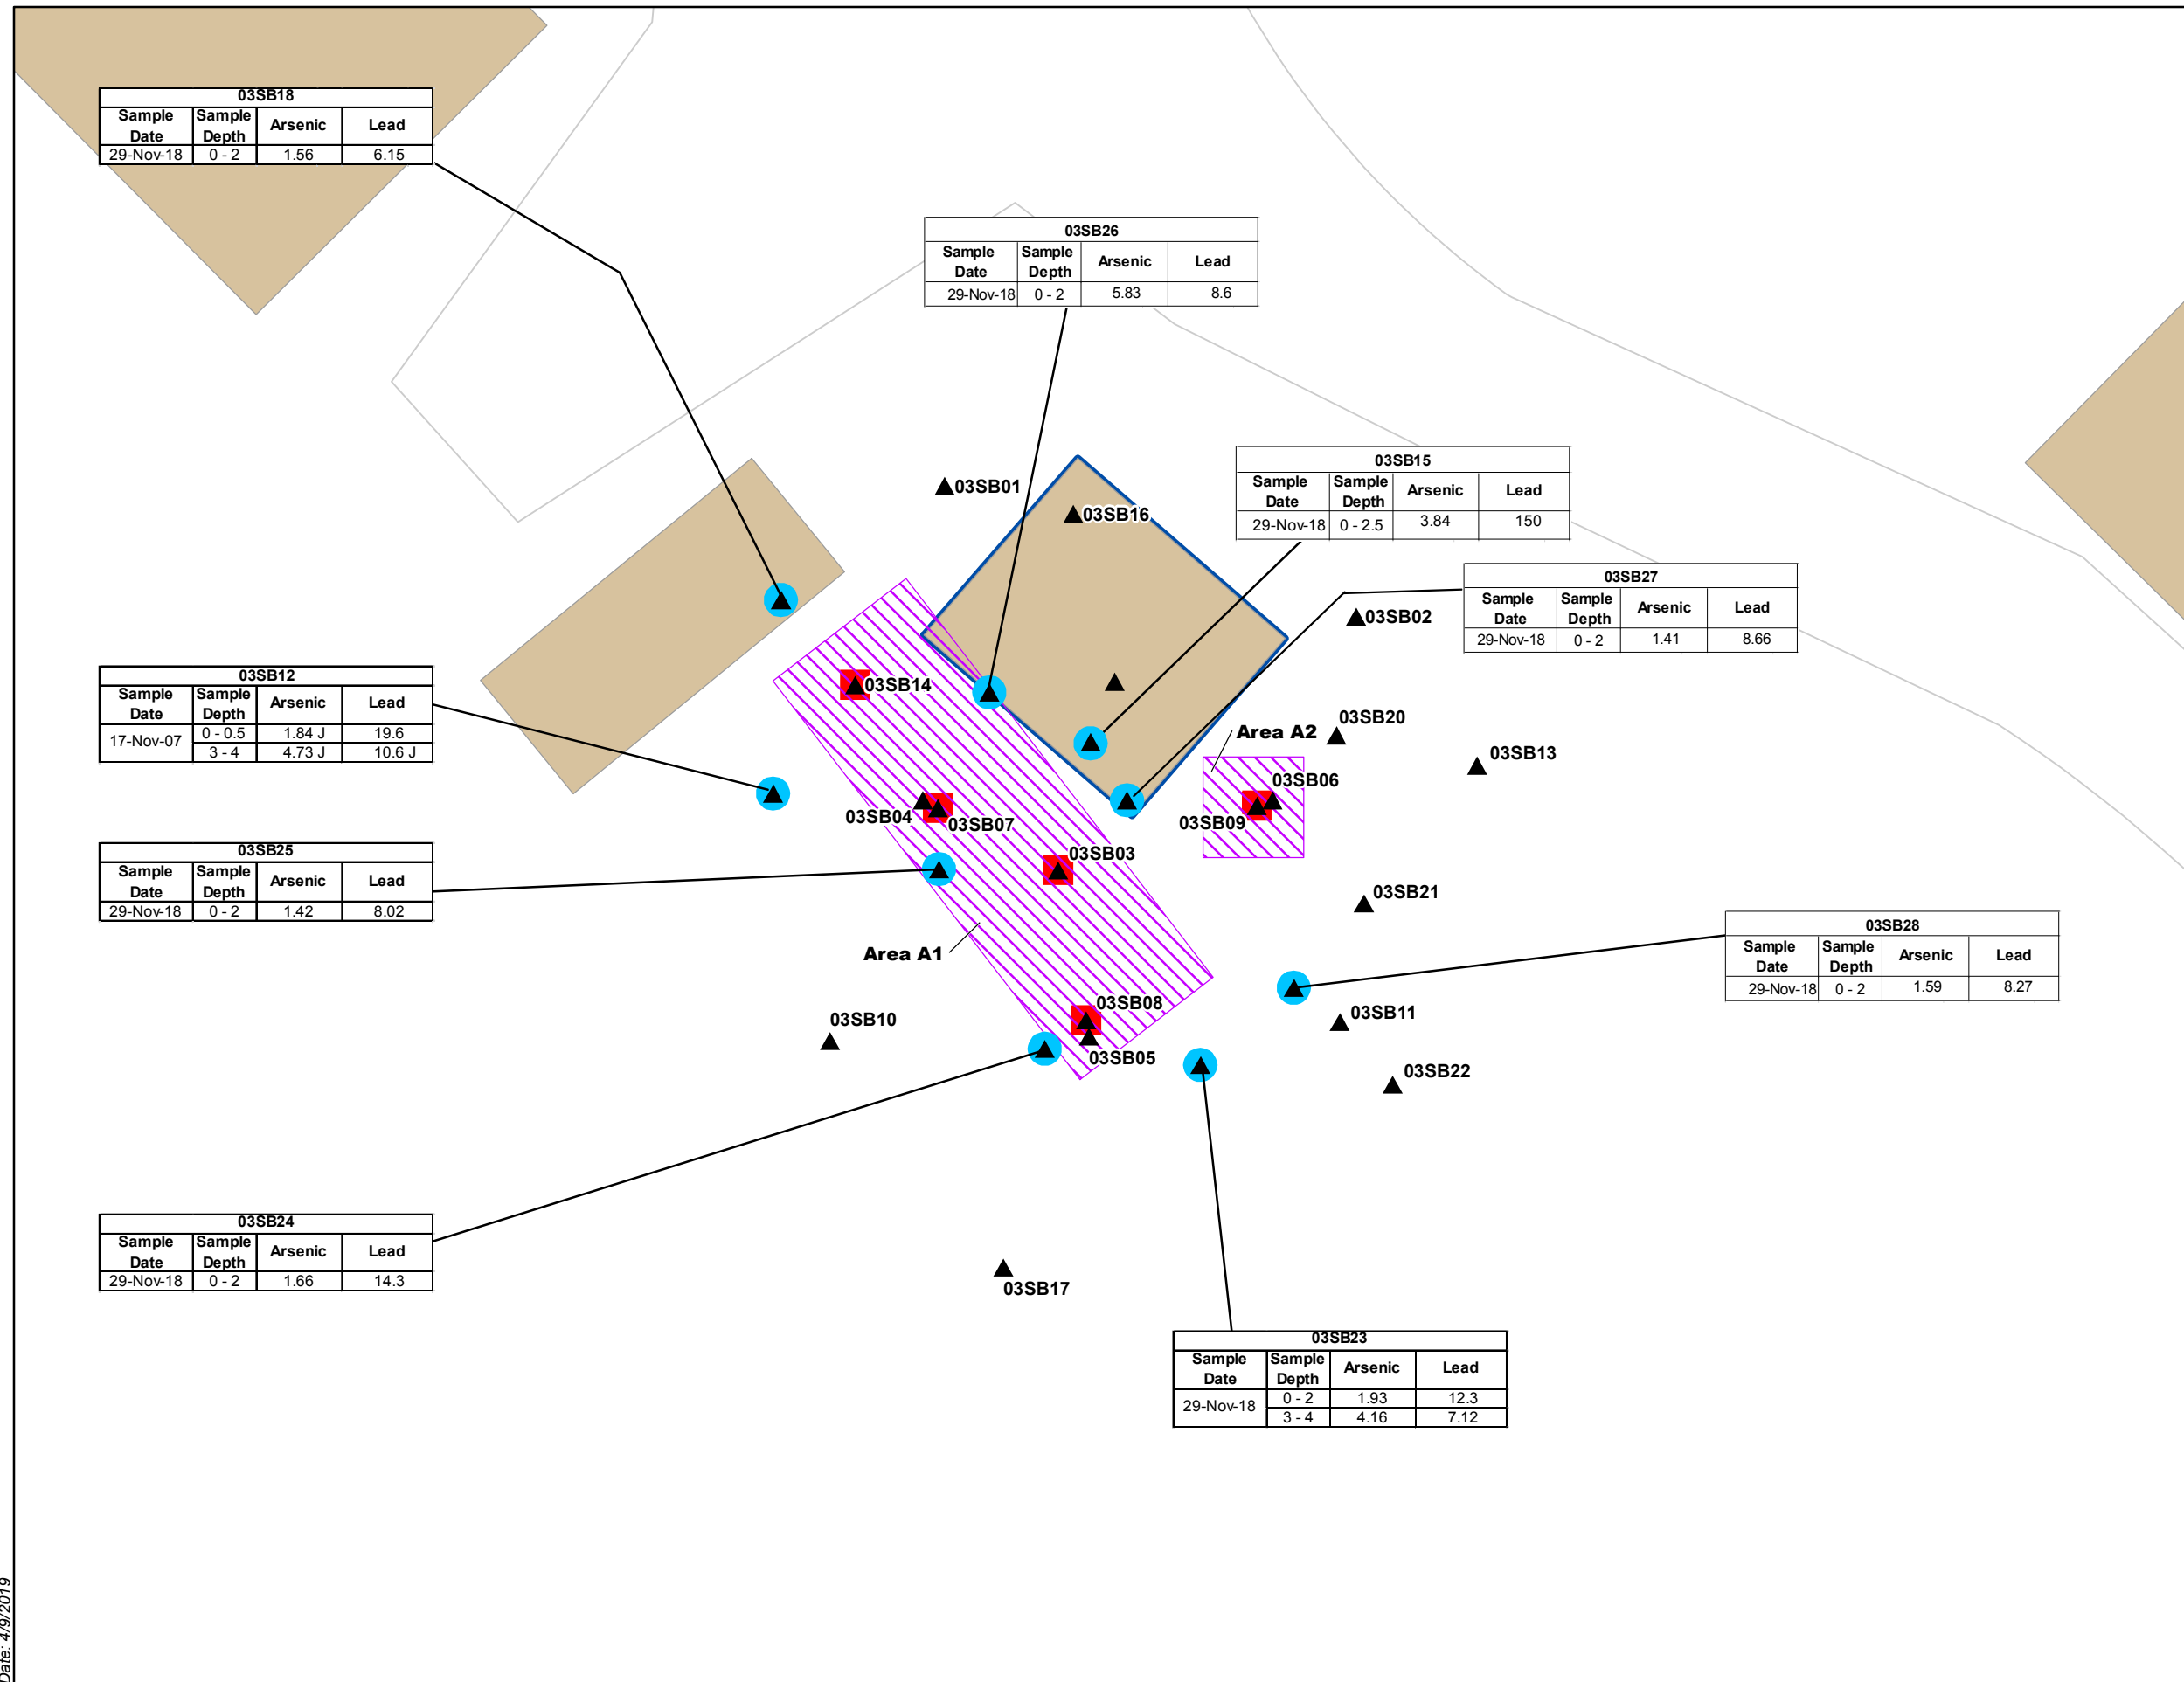 03SB18
Sample Date Sample Depth Arsenic Lead
29-Nov-18 0 - 2 1.56 6.15
03SB26
Sample Date Sample Depth Arsenic Lead
29-Nov-18 0 - 2 5.83 8.6
03SB15
Sample Date Sample Depth Arsenic Lead
29-Nov-18 0 - 2.5 3.84 150
03SB01
03SB16
03SB27
Sample Date Sample Depth Arsenic Lead
29-Nov-18 0 - 2 1.41 8.66
03SB02
03SB12
Sample Date Sample Depth Arsenic Lead
17-Nov-07 0 - 0.5 1.84 J 19.6
3 - 4 4.73 J 10.6 J
03SB14
03SB20
Area A2
03SB13
03SB06
03SB04
03SB07
03SB09
03SB03
03SB25
Sample Date Sample Depth Arsenic Lead
29-Nov-18 0 - 2 1.42 8.02
03SB21
Area A1
03SB28
Sample Date Sample Depth Arsenic Lead
29-Nov-18 0 - 2 1.59 8.27
03SB08
03SB10
03SB11
03SB05
03SB22
03SB24
Sample Date Sample Depth Arsenic Lead
29-Nov-18 0 - 2 1.66 14.3
03SB17
03SB23
Sample Date Sample Depth Arsenic Lead
29-Nov-18 0 - 2 1.93 12.3
3 - 4 4.16 7.12
Date: 4/9/2019